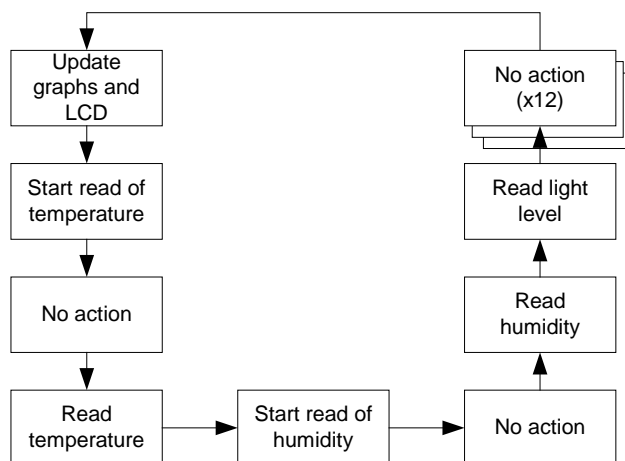 Update
graphs and
LCD
Start read of
temperature
No action
Read
temperature
Start read of
humidity
No action
Read
humidity
Read light
level
No action
(x12)